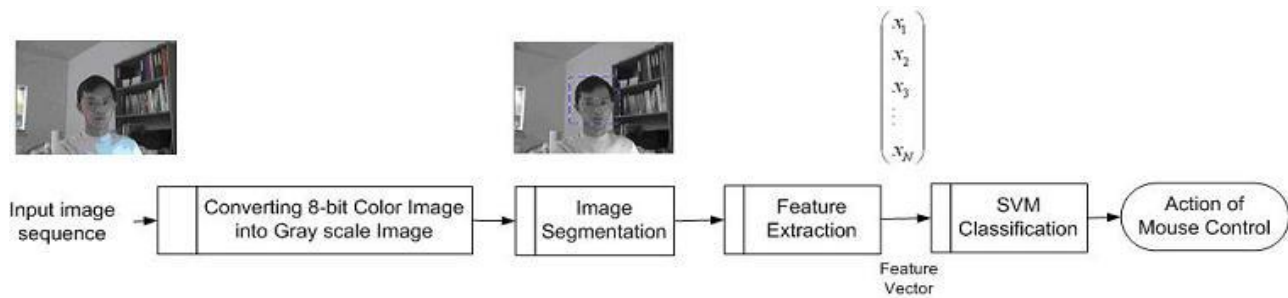 x1
x2
x3
⋮
xN
Input image
sequence
Converting 8-bit Color Image
into Gray scale Image
Image
Segmentation
Feature
Extraction
Feature
Vector
SVM
Classification
Action of
Mouse Control